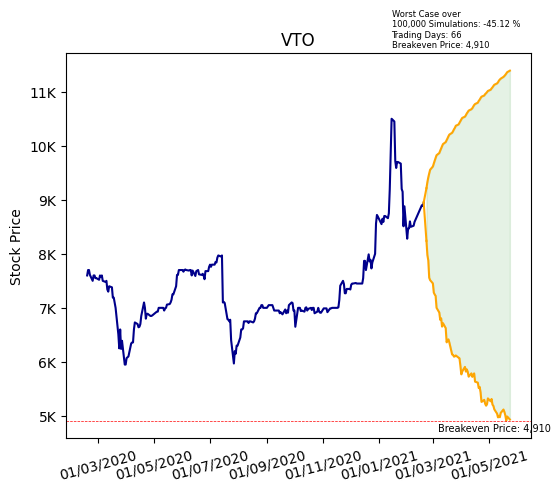 Worst Case over
100,000 Simulations: -45.12 %
Trading Days: 66
Breakeven Price: 4,910
VTO
Stock Price
11K
10K
9K
8K
7K
6K
5K
Breakeven Price: 4,910
01/03/2020
01/05/2020
01/07/2020
01/09/2020
01/11/2020
01/01/2021
01/03/2021
01/05/2021